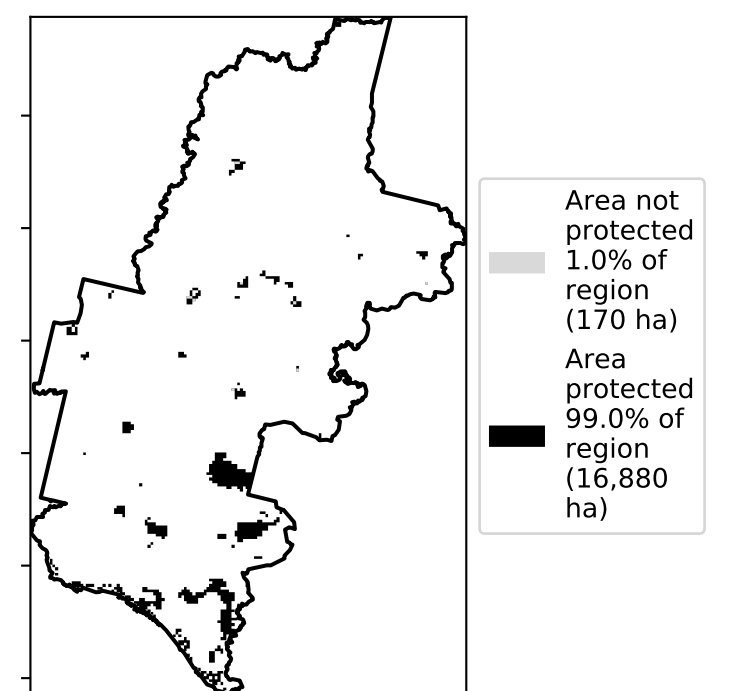 Area not
protected
1.0% of
region
(170 ha)
Area
protected
99.0% of
region
(16,880
ha)